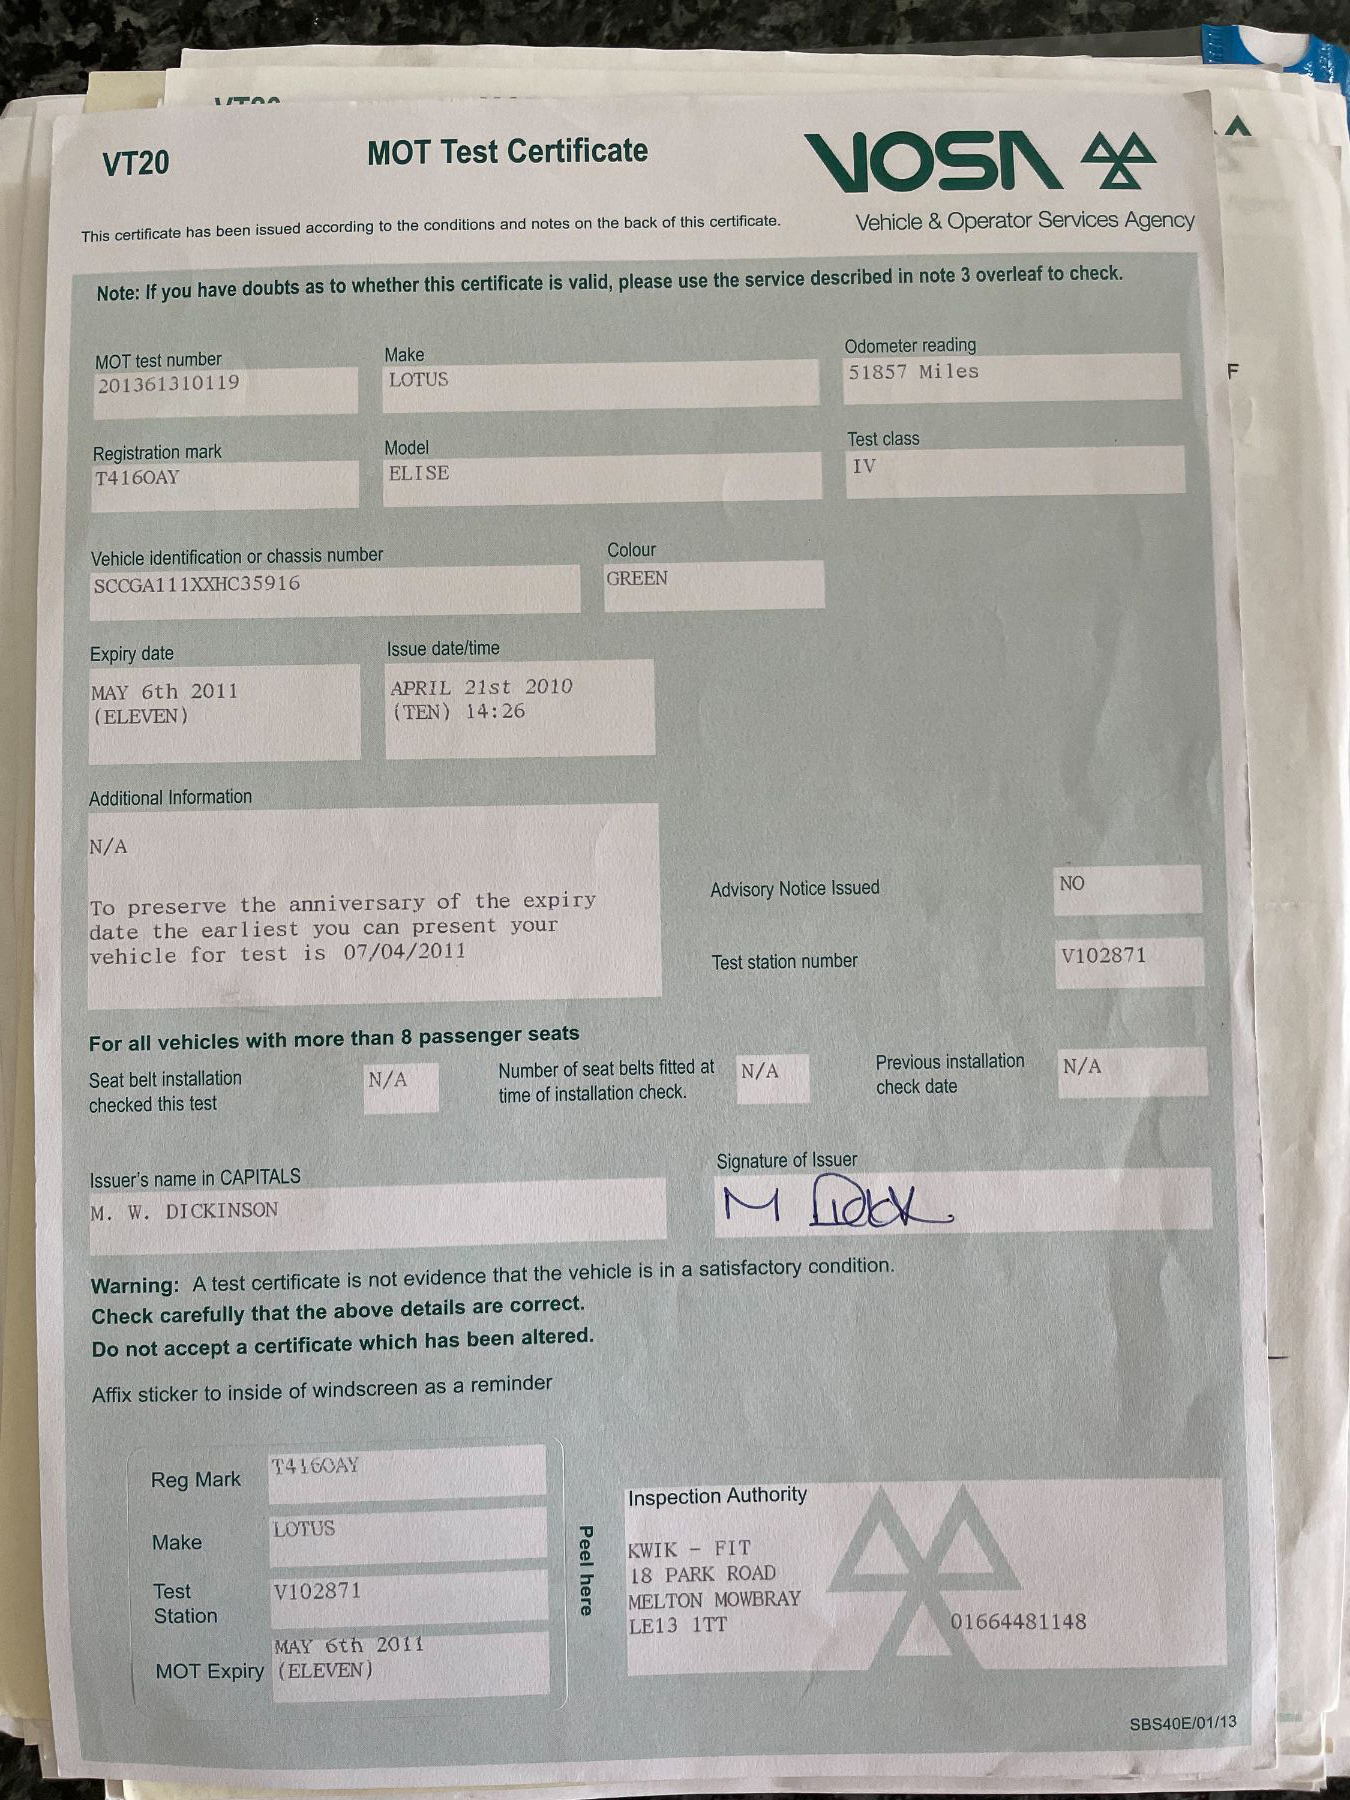 VT20
MOT Test Certificate
VOSA
Vehicle & Operator Services Agency
This certificate has been issued according to the conditions and notes on the back of this certificate.
Note: If you have doubts as to whether this certificate is valid, please use the service described in note 3 overleaf to check.
MOT test number
201361310119
Make
LOTUS
Odometer reading
51857 Miles
Registration mark
T416OAY
Model
ELISE
Test class
IV
Vehicle identification or chassis number
SCCGA111XXHC35916
Colour
GREEN
Expiry date
MAY 6th 2011
(ELEVEN)
Issue date/time
APRIL 21st 2010
(TEN) 14:26
Additional Information
N/A
To preserve the anniversary of the expiry
date the earliest you can present your
vehicle for test is 07/04/2011
Advisory Notice Issued
NO
Test station number
V102871
For all vehicles with more than 8 passenger seats
Seat belt installation
checked this test
N/A
Number of seat belts fitted at
time of installation check.
N/A
Previous installation
check date
N/A
Issuer's name in CAPITALS
M. W. DICKINSON
Signature of Issuer
Warning: A test certificate is not evidence that the vehicle is in a satisfactory condition.
Check carefully that the above details are correct.
Do not accept a certificate which has been altered.
Affix sticker to inside of windscreen as a reminder
Reg Mark
T416OAY
Make
LOTUS
Test
Station
V102871
MOT Expiry
MAY 6th 2011
(ELEVEN)
Peel here
Inspection Authority
KWIK - FIT
18 PARK ROAD
MELTON MOWBRAY
LE13 1TT
01664481148
SBS40E/01/13
F